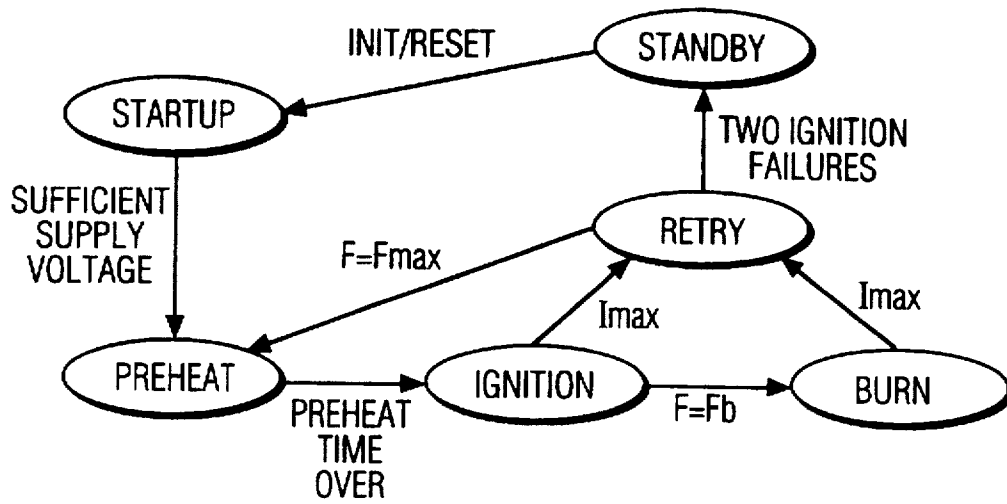 STANDBY
INIT/RESET
STARTUP
TWO IGNITION
FAILURES
SUFFICIENT
SUPPLY
VOLTAGE
RETRY
F=Fmax
Imax
Imax
PREHEAT
IGNITION
BURN
PREHEAT
TIME
OVER
F=Fb